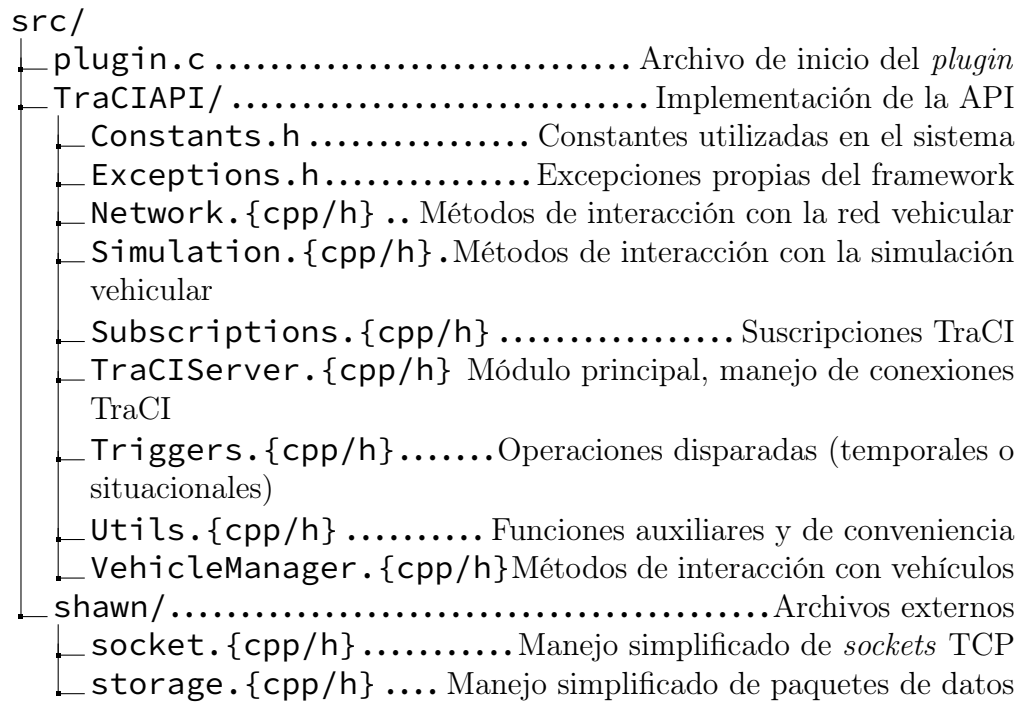 src/
plugin.c ............................... Archivo de inicio del plugin
TraCIAPI/ ............................... Implementación de la API
Constants.h ................ Constantes utilizadas en el sistema
Exceptions.h............... Excepciones propias del framework
Network.{cpp/h} .. Métodos de interacción con la red vehicular
Simulation.{cpp/h}. Métodos de interacción con la simulación
vehicular
Subscriptions.{cpp/h} ................. Suscripciones TraCI
TraCIServer.{cpp/h} Módulo principal, manejo de conexiones
TraCI
Triggers.{cpp/h}....... Operaciones disparadas (temporales o
situacionales)
Utils.{cpp/h} .......... Funciones auxiliares y de conveniencia
VehicleManager.{cpp/h} Métodos de interacción con vehículos
shawn/............................................ Archivos externos
socket.{cpp/h} ........... Manejo simplificado de sockets TCP
storage.{cpp/h} .... Manejo simplificado de paquetes de datos